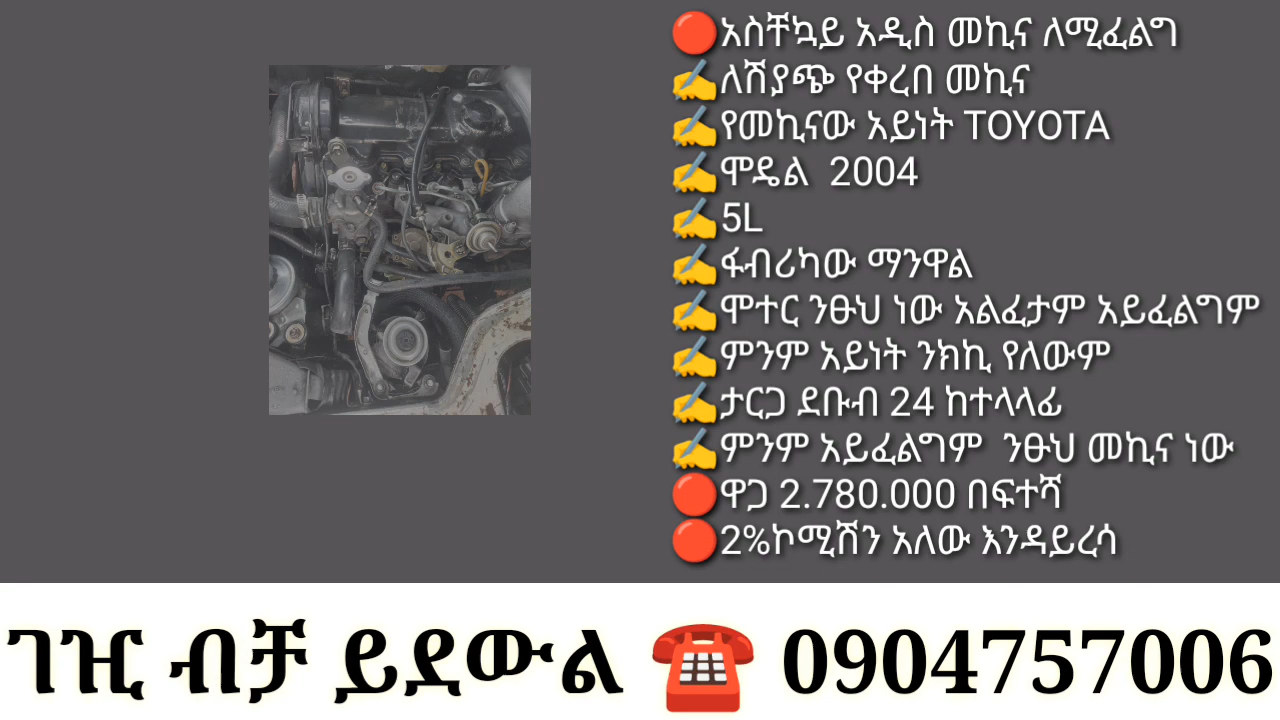 🔴አስቸኳይ አዲስ መኪና ለሚፈልግ
✍️ለሽያጭ የቀረበ መኪና
✍️የመኪናው አይነት TOYOTA
✍️ሞዴል 2004
✍️5L
✍️ፋብሪካው ማንዋል
✍️ሞተር ንፁህ ነው አልፈታም አይፈልግም
✍️ምንም አይነት ንክኪ የለውም
✍️ታርጋ ደቡብ 24 ከተላላፊ
✍️ምንም አይፈልግም ንፁህ መኪና ነው
🔴ዋጋ 2.780.000 በፍተሻ
🔴2%ኮሚሽን አለው እንዳይረሳ
ገዢ ብቻ ይደውል ☎️ 0904757006